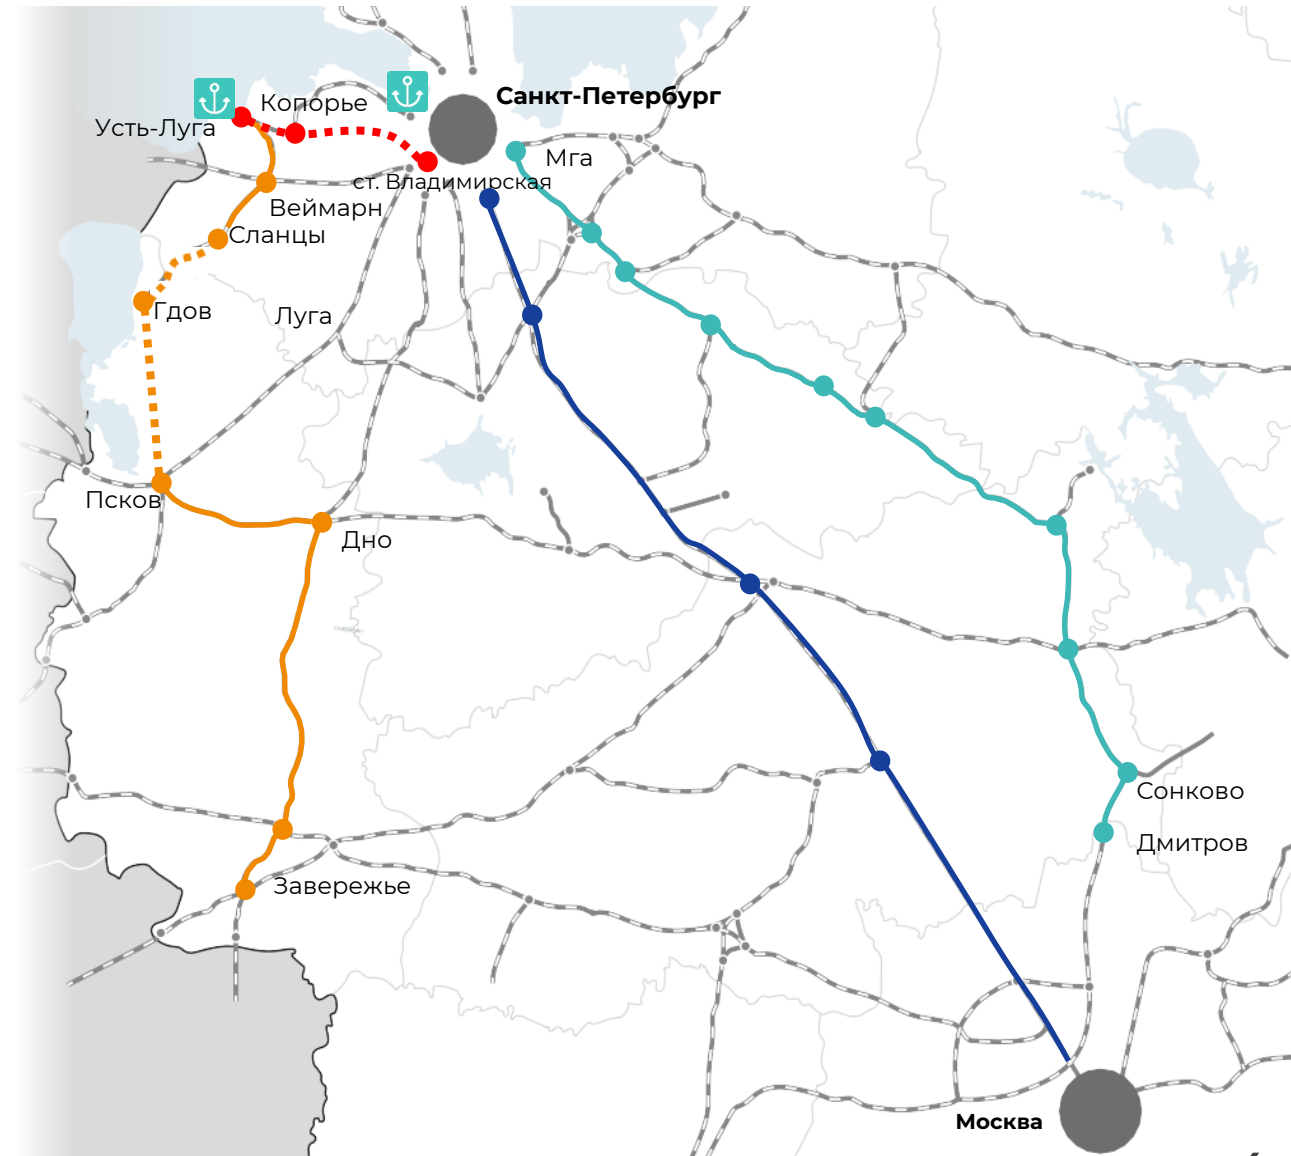 Санкт-Петербург
Копорье
Усть-Луга
Мга
ст. Владимирская
Веймарн
Сланцы
Гдов
Луга
Псков
Дно
Сонково
Дмитров
Завережье
Москва